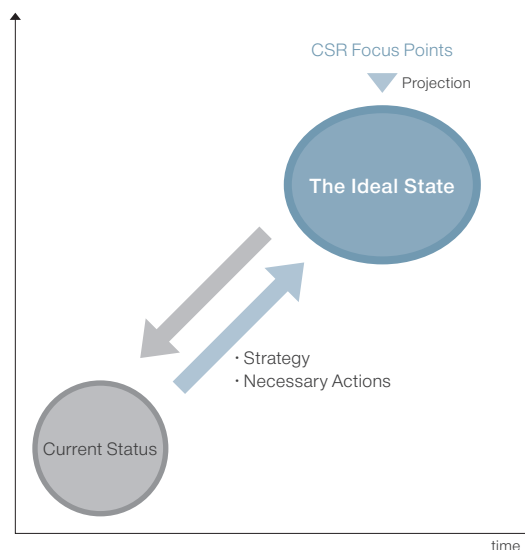 CSR Focus Points
Projection
The Ideal State
· Strategy
· Necessary Actions
Current Status
time